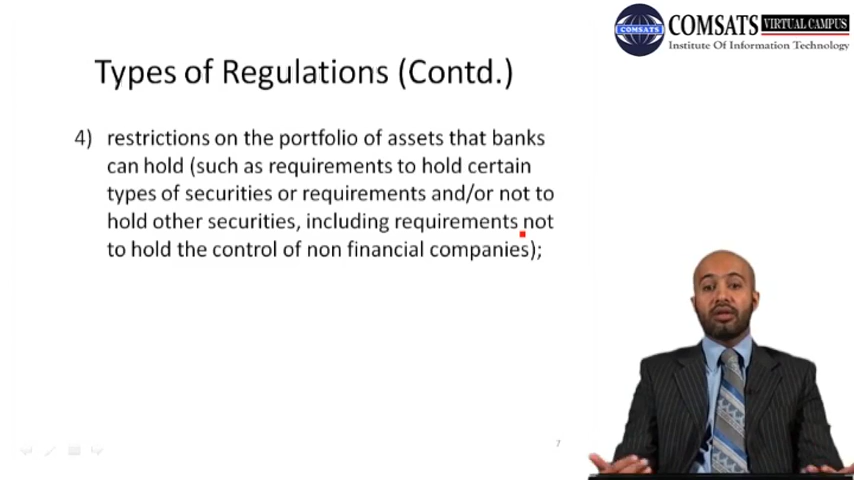 COMSATS VIRTUAL CAMPUS
COMSATS
Institute Of Information Technology
Types of Regulations (Contd.)
4) restrictions on the portfolio of assets that banks
can hold (such as requirements to hold certain
types of securities or requirements and/or not to
hold other securities, including requirements not
to hold the control of non financial companies);
7